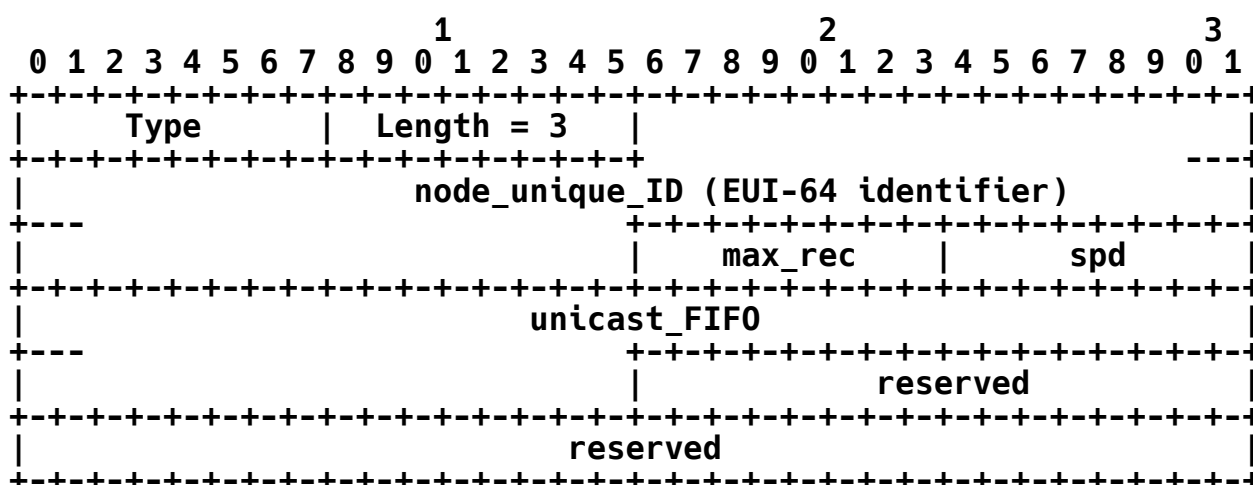 1                   2                   3
 0 1 2 3 4 5 6 7 8 9 0 1 2 3 4 5 6 7 8 9 0 1 2 3 4 5 6 7 8 9 0 1
+-+-+-+-+-+-+-+-+-+-+-+-+-+-+-+-+-+-+-+-+-+-+-+-+-+-+-+-+-+-+-+-+
|     Type      |  Length = 3   |                               |
+-+-+-+-+-+-+-+-+-+-+-+-+-+-+-+-+                            ---+
|                    node_unique_ID (EUI-64 identifier)         |
+---                            +-+-+-+-+-+-+-+-+-+-+-+-+-+-+-+-+
|                               |    max_rec    |      spd      |
+-+-+-+-+-+-+-+-+-+-+-+-+-+-+-+-+-+-+-+-+-+-+-+-+-+-+-+-+-+-+-+-+
|                          unicast_FIFO                         |
+---                            +-+-+-+-+-+-+-+-+-+-+-+-+-+-+-+-+
|                               |            reserved           |
+-+-+-+-+-+-+-+-+-+-+-+-+-+-+-+-+-+-+-+-+-+-+-+-+-+-+-+-+-+-+-+-+
|                            reserved                           |
+-+-+-+-+-+-+-+-+-+-+-+-+-+-+-+-+-+-+-+-+-+-+-+-+-+-+-+-+-+-+-+-+